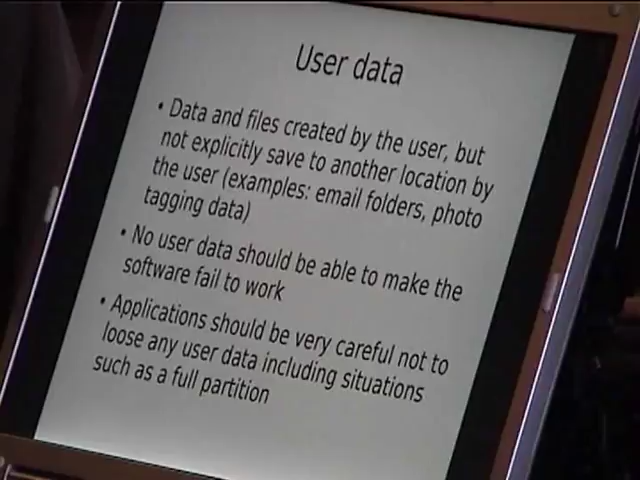 User data
• Data and files created by the user, but
not explicitly save to another location by
the user (examples: email folders, photo
tagging data)
• No user data should be able to make the
software fail to work
• Applications should be very careful not to
loose any user data including situations
such as a full partition